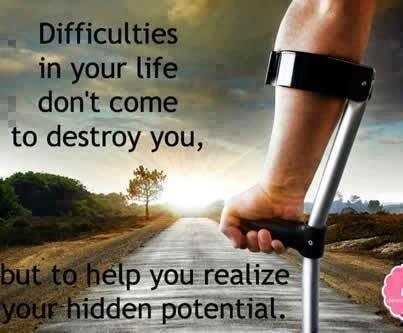 Difficulties
in your life
don't come
to destroy you,
but to help you realize
your hidden potential.